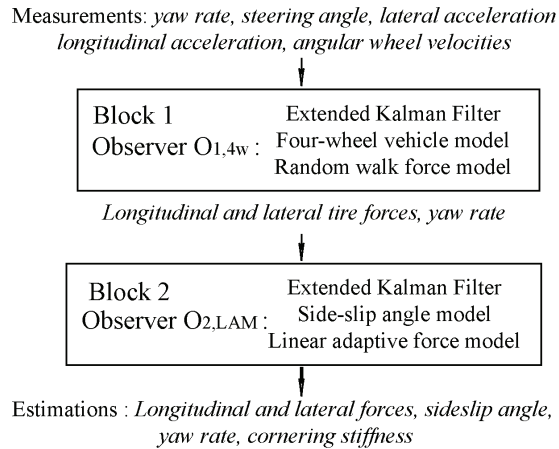 Measurements: yaw rate, steering angle, lateral acceleration
longitudinal acceleration, angular wheel velocities
Block 1
Observer O1,4w :
Extended Kalman Filter
Four-wheel vehicle model
Random walk force model
Longitudinal and lateral tire forces, yaw rate
Block 2
Observer O2,LAM :
Extended Kalman Filter
Side-slip angle model
Linear adaptive force model
Estimations : Longitudinal and lateral forces, sideslip angle,
yaw rate, cornering stiffness